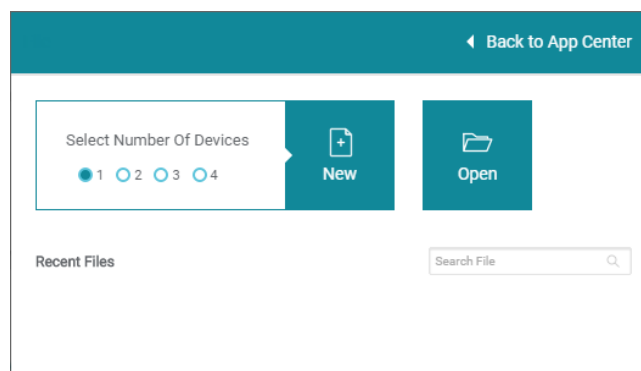 Back to App Center
Select Number Of Devices
1 2 3 4
New
Open
Recent Files
Search File